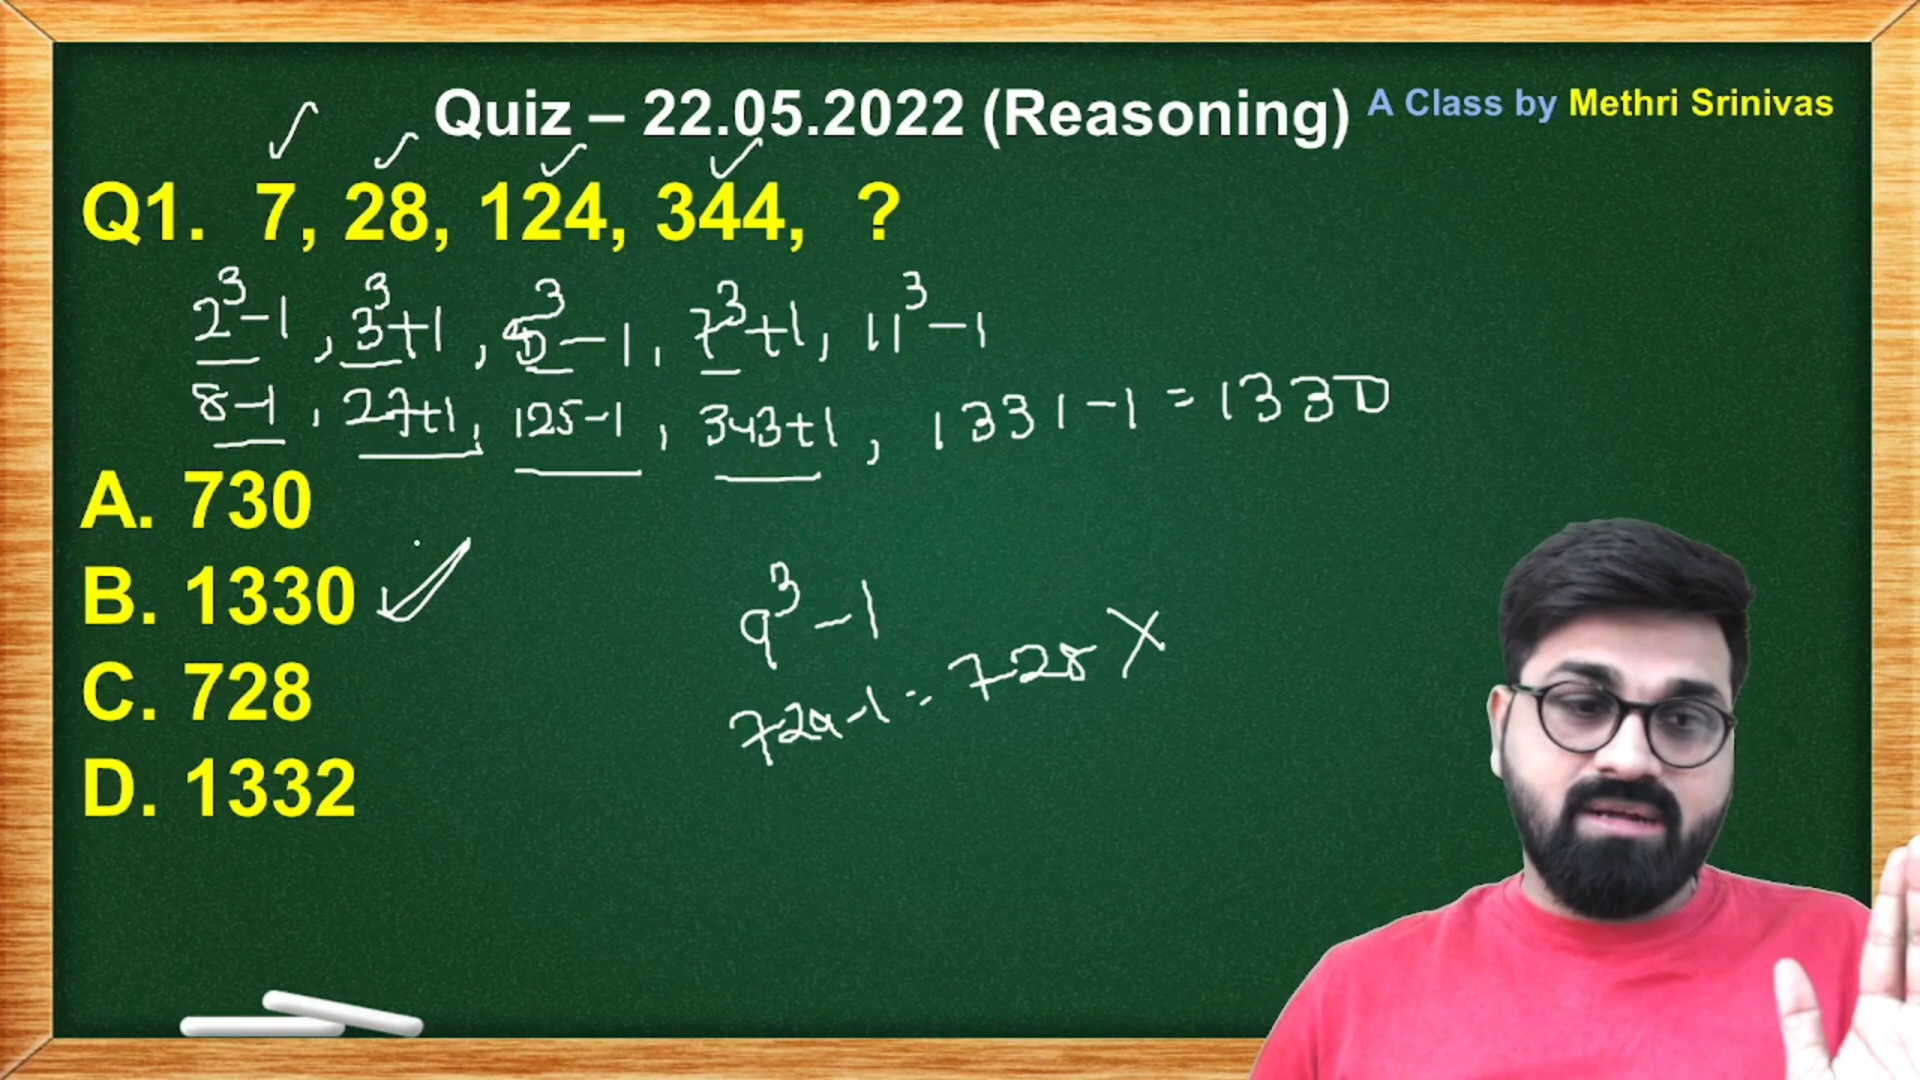 Quiz – 22.05.2022 (Reasoning)
A Class by Methri Srinivas
Q1. 7, 28, 124, 344, ?
2³-1, 3³+1, 5³-1, 7³+1, 11³-1
8-1, 27+1, 125-1, 343+1, 1331-1=1330
A. 730
B. 1330
C. 728
D. 1332
9³-1
729-1=728 X